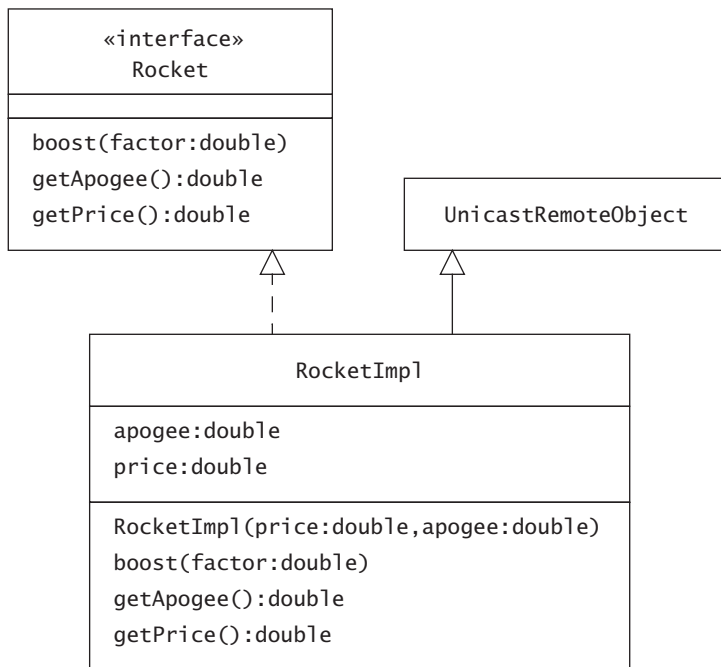 «interface»
Rocket
boost(factor:double)
getApogee():double
getPrice():double
UnicastRemoteObject
RocketImpl
apogee:double
price:double
RocketImpl(price:double,apogee:double)
boost(factor:double)
getApogee():double
getPrice():double